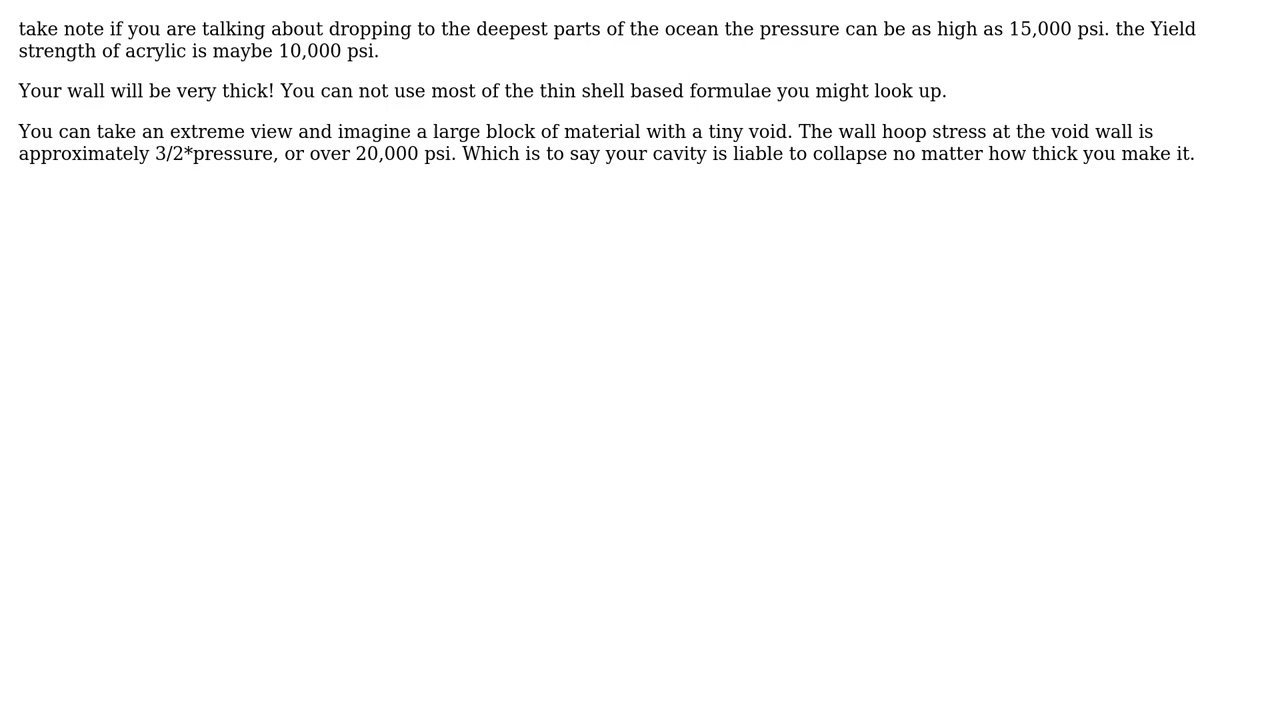 take note if you are talking about dropping to the deepest parts of the ocean the pressure can be as high as 15,000 psi. the Yield
strength of acrylic is maybe 10,000 psi.
Your wall will be very thick! You can not use most of the thin shell based formulae you might look up.
You can take an extreme view and imagine a large block of material with a tiny void. The wall hoop stress at the void wall is
approximately 3/2*pressure, or over 20,000 psi. Which is to say your cavity is liable to collapse no matter how thick you make it.